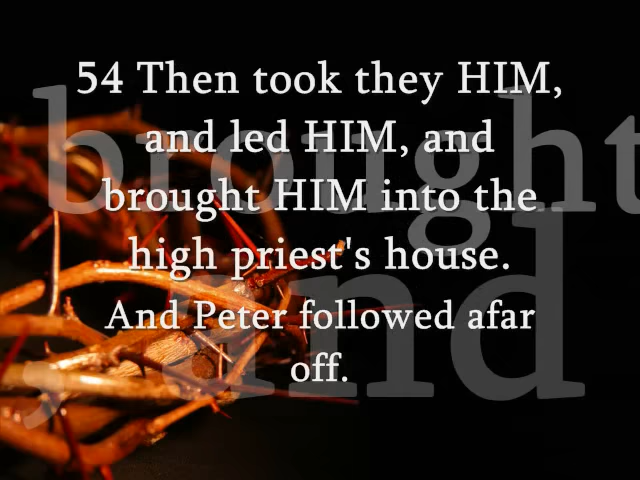 54 Then took they HIM,
and led HIM, and
brought HIM into the
high priest's house.
And Peter followed afar
off.
brought
, and